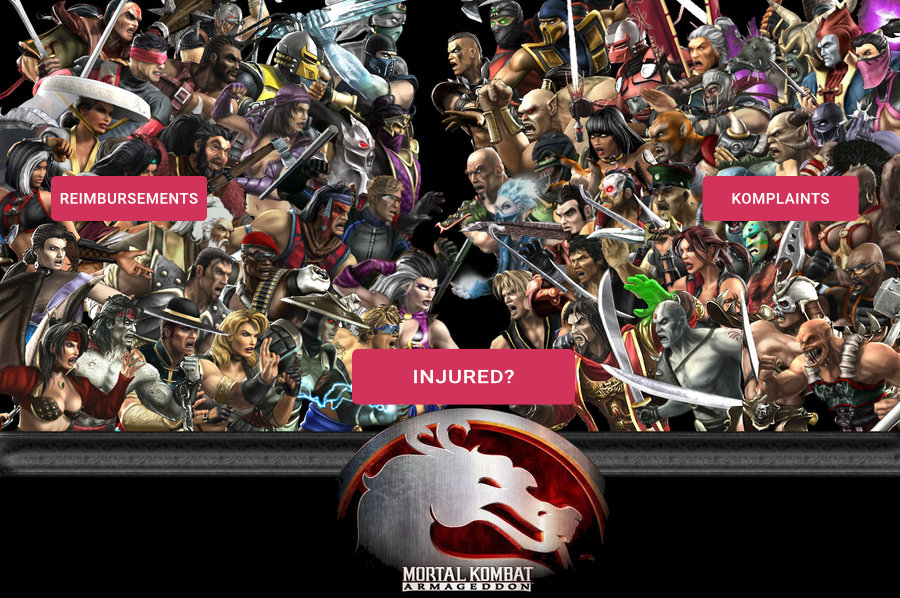 REIMBURSEMENTS
KOMPLAINTS
INJURED?
MORTAL KOMBAT
ARMAGEDDON